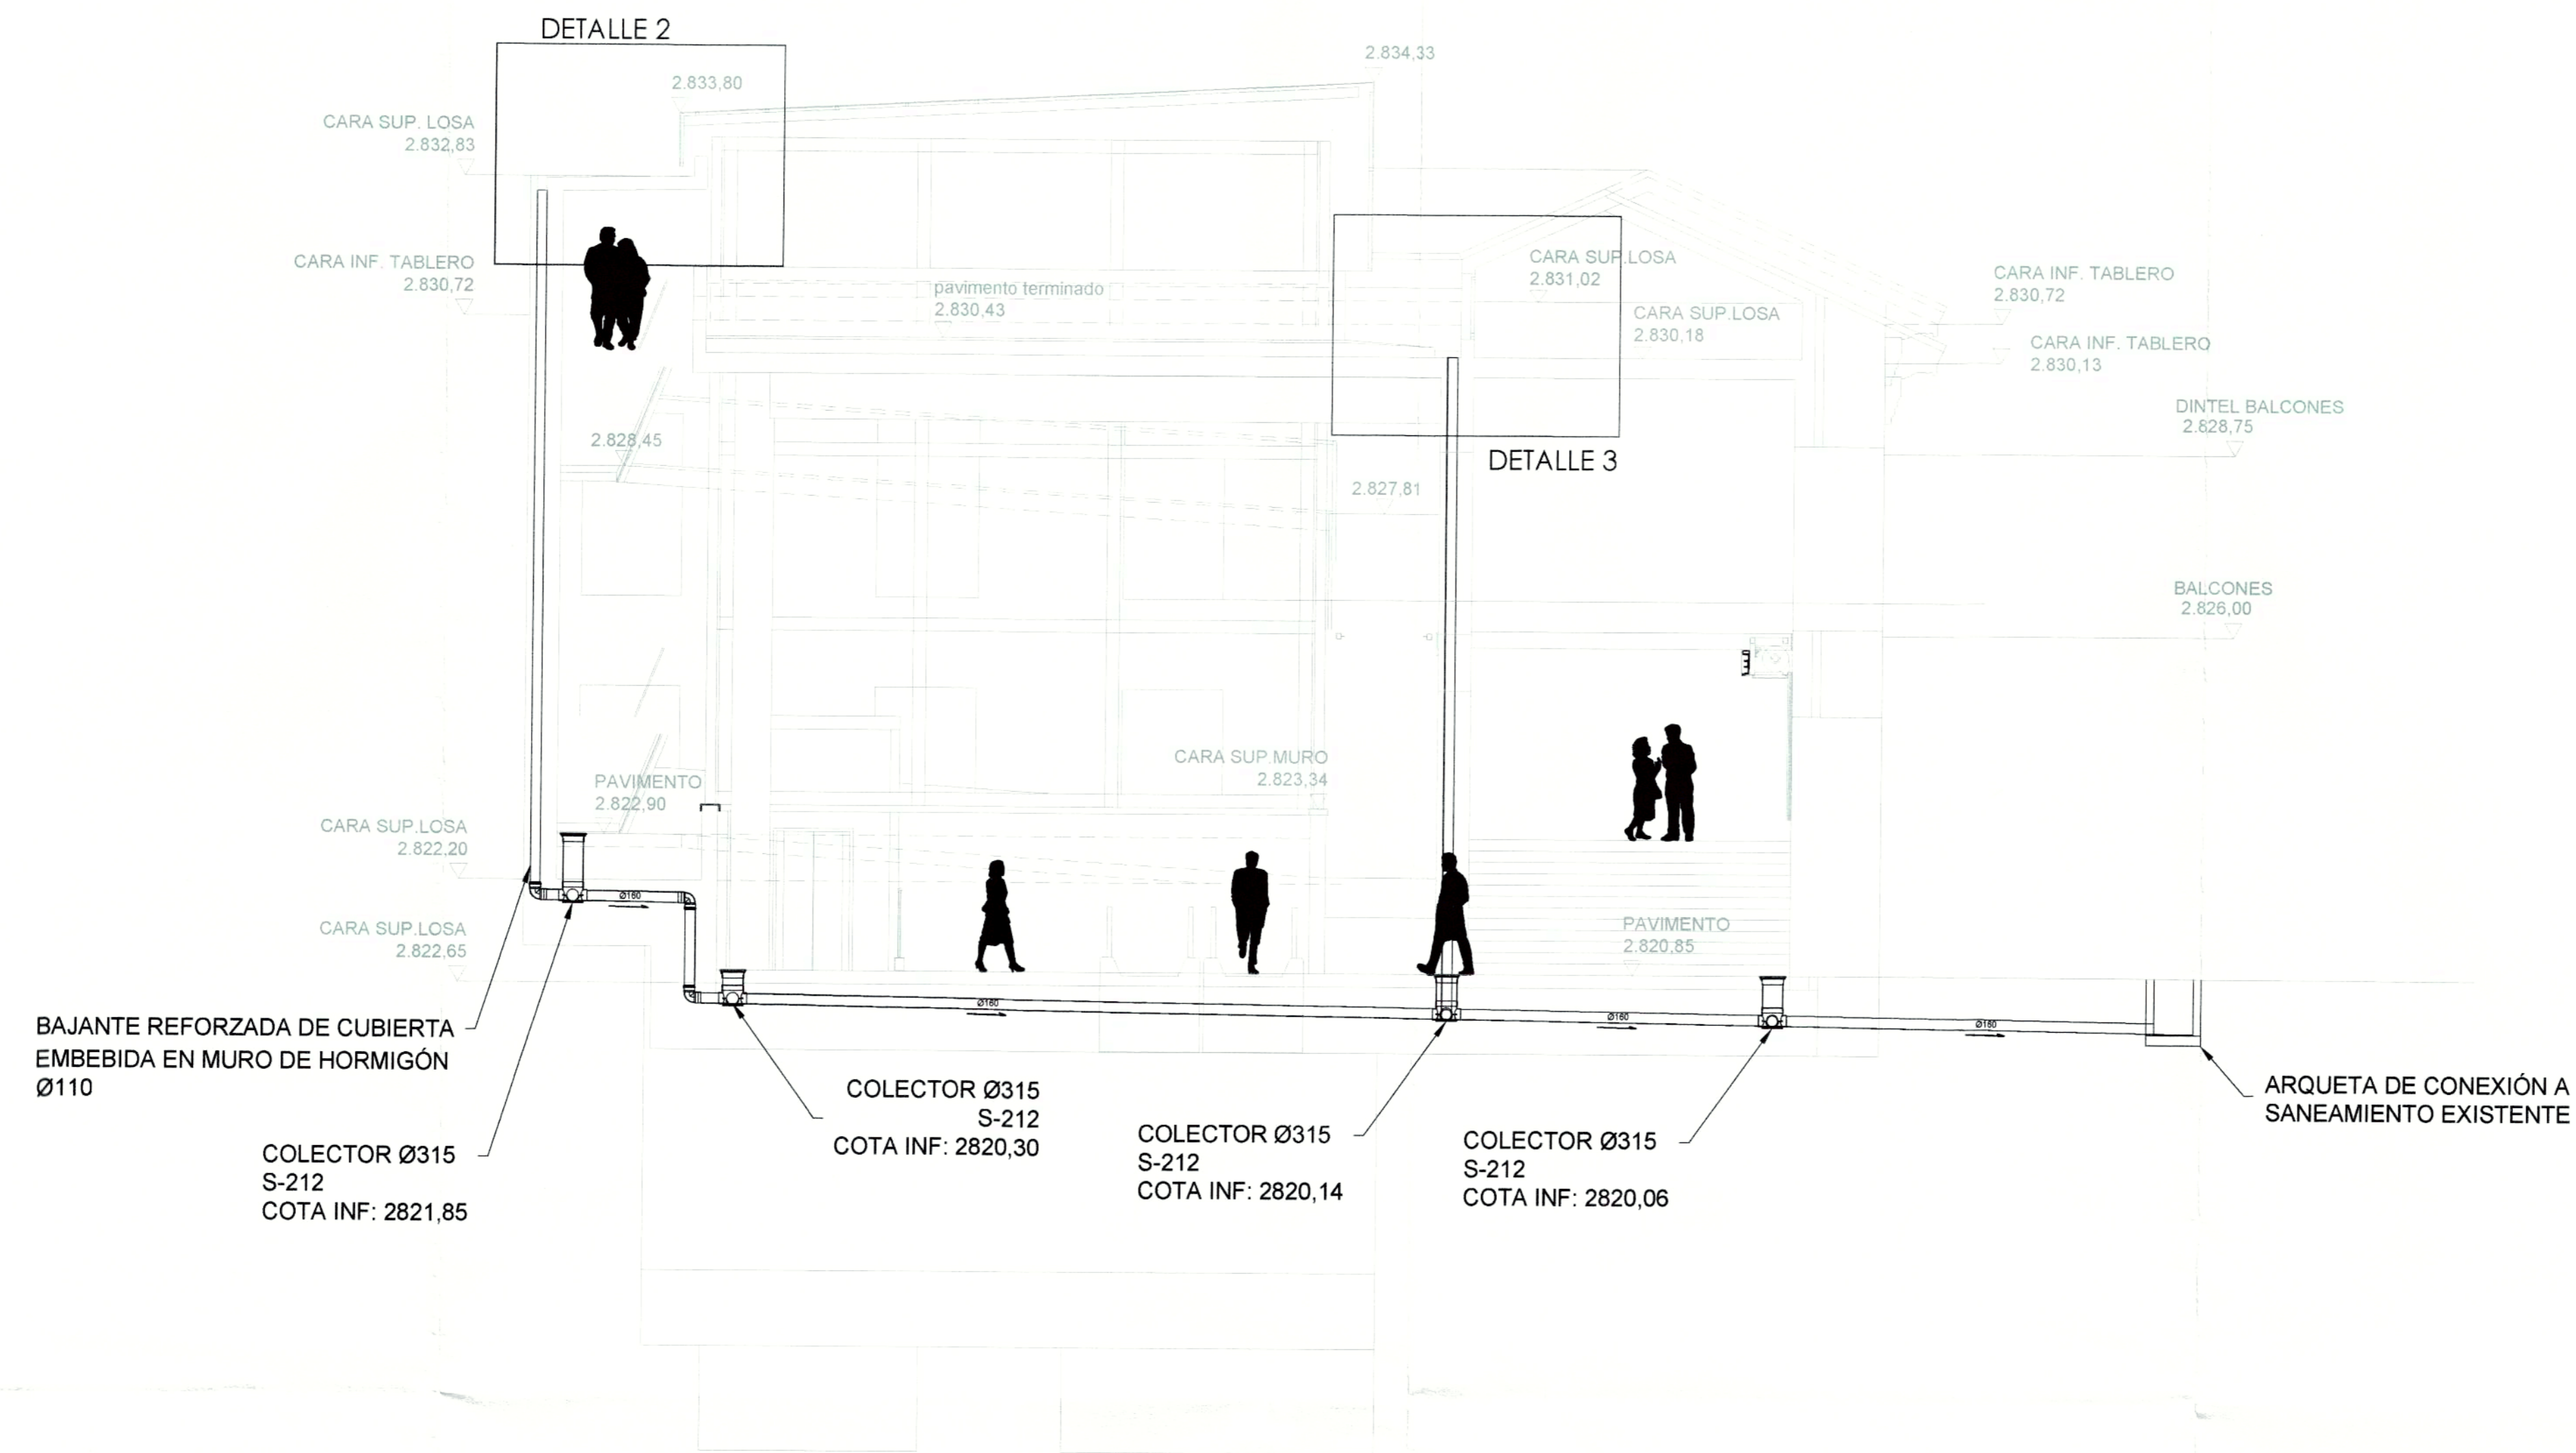 DETALLE 2
2.833,80
2.834,33
CARA SUP. LOSA
2.832,83
CARA INF. TABLERO
2.830,72
pavimento terminado
2.830,43
CARA SUP.LOSA
2.831,02
CARA SUP.LOSA
2.830,18
CARA INF. TABLERO
2.830,72
CARA INF. TABLERO
2.830,13
DINTEL BALCONES
2.828,75
2.828,45
DETALLE 3
2.827,81
BALCONES
2.826,00
CARA SUP.MURO
2.823,34
PAVIMENTO
2.822,90
CARA SUP.LOSA
2.822,20
Ø160
CARA SUP.LOSA
2.822,65
PAVIMENTO
2.820,85
Ø160
Ø160
Ø160
BAJANTE REFORZADA DE CUBIERTA
EMBEBIDA EN MURO DE HORMIGÓN
Ø110
COLECTOR Ø315
S-212
COTA INF: 2821,85
COLECTOR Ø315
S-212
COTA INF: 2820,30
COLECTOR Ø315
S-212
COTA INF: 2820,14
COLECTOR Ø315
S-212
COTA INF: 2820,06
ARQUETA DE CONEXIÓN A
SANEAMIENTO EXISTENTE